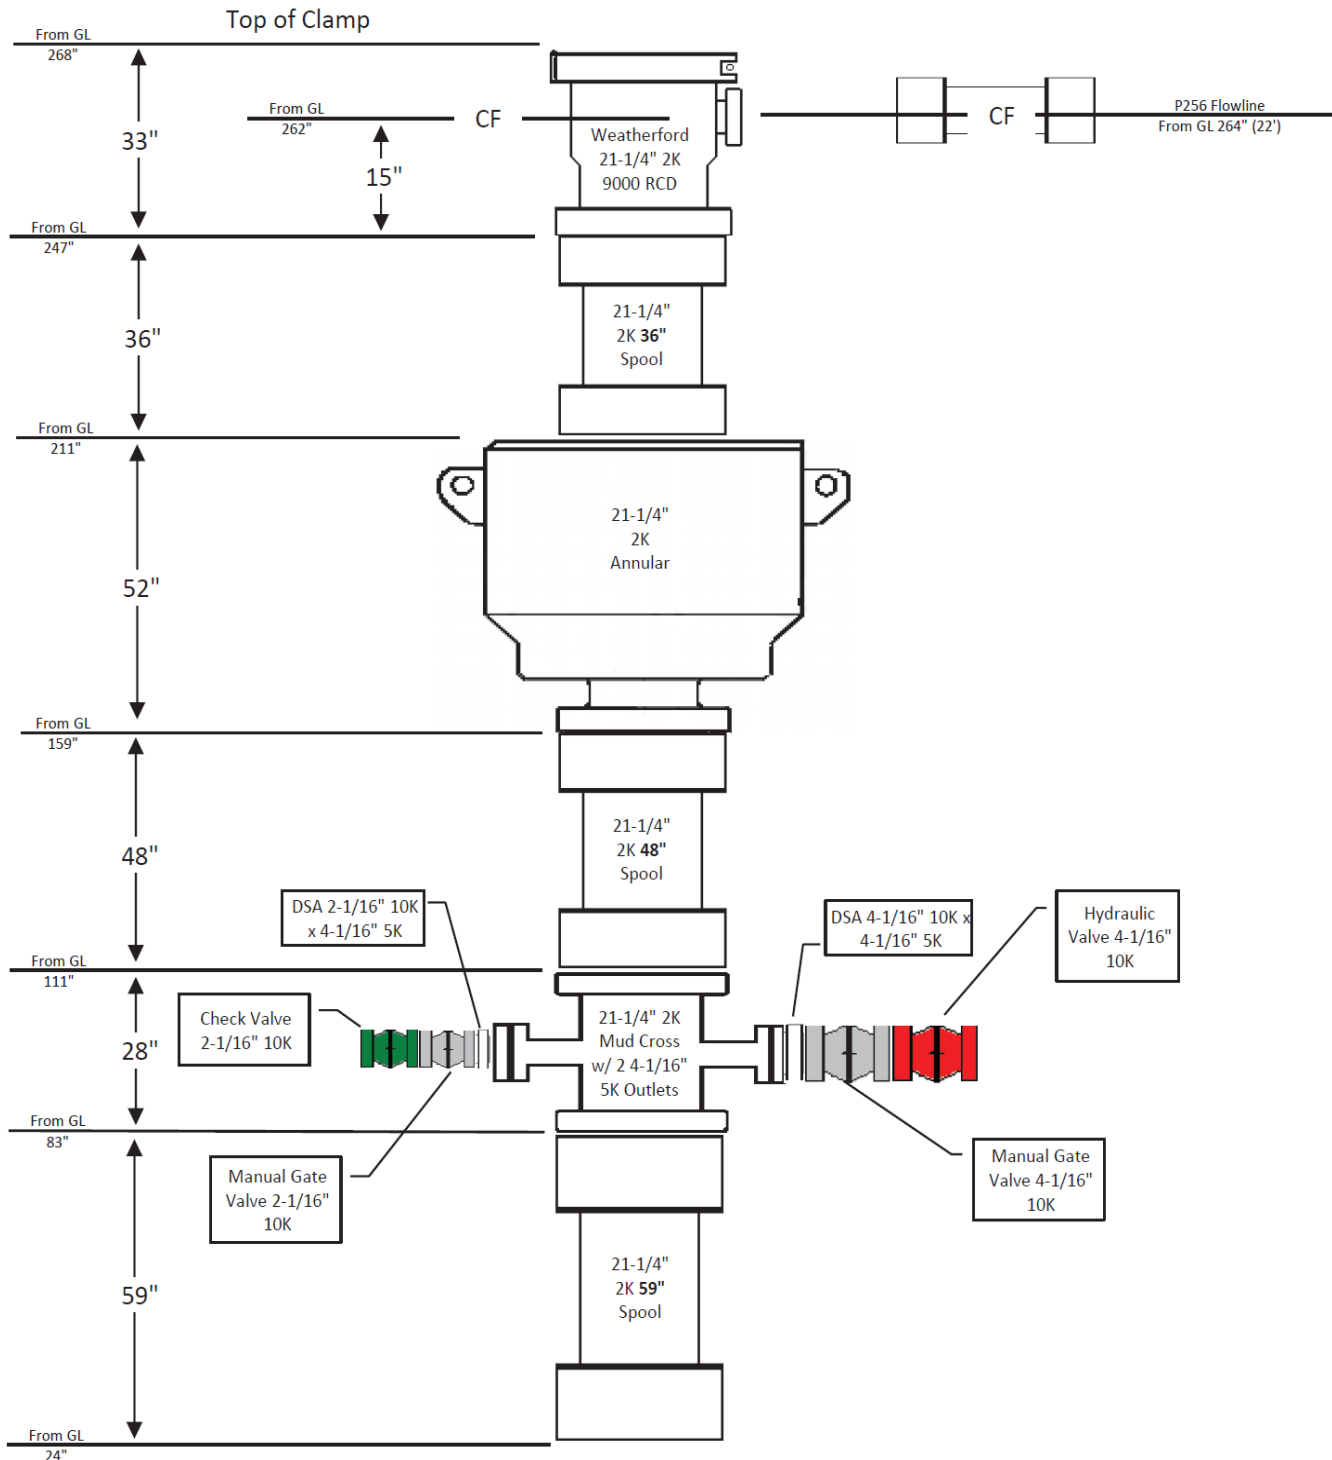 Top of Clamp
From GL
268"
33"
From GL
262"
CF
15"
Weatherford
21-1/4" 2K
9000 RCD
CF
P256 Flowline
From GL 264" (22')
From GL
247"
36"
21-1/4"
2K 36"
Spool
From GL
211"
52"
21-1/4"
2K
Annular
From GL
159"
48"
21-1/4"
2K 48"
Spool
DSA 2-1/16" 10K
x 4-1/16" 5K
DSA 4-1/16" 10K x
4-1/16" 5K
Hydraulic
Valve 4-1/16"
10K
From GL
111"
Check Valve
2-1/16" 10K
28"
21-1/4" 2K
Mud Cross
w/ 2 4-1/16"
5K Outlets
From GL
83"
Manual Gate
Valve 2-1/16"
10K
Manual Gate
Valve 4-1/16"
10K
59"
21-1/4"
2K 59"
Spool
From GL
24"